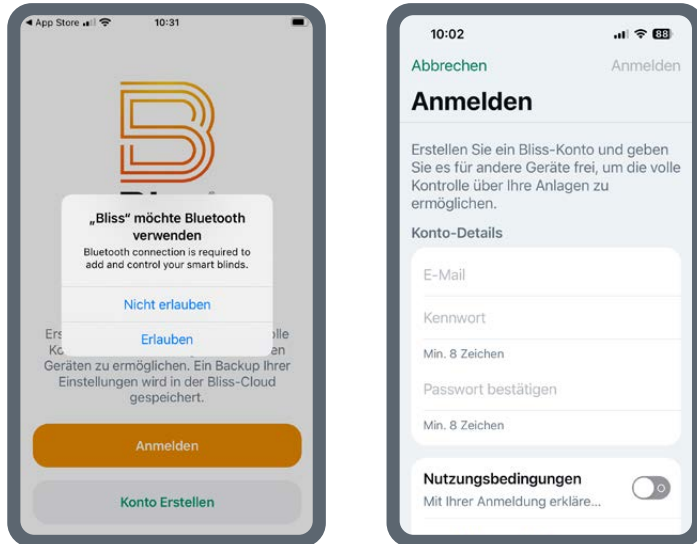 App Store
10:31
„Bliss" möchte Bluetooth
verwenden
Bluetooth connection is required to
add and control your smart blinds.
Nicht erlauben
Erlauben
Geräten zu ermöglichen. Ein Backup Ihrer
Einstellungen wird in der Bliss-Cloud
gespeichert.
Anmelden
Konto Erstellen
10:02
88
Abbrechen
Anmelden
Anmelden
Erstellen Sie ein Bliss-Konto und geben
Sie es für andere Geräte frei, um die volle
Kontrolle über Ihre Anlagen zu
ermöglichen.
Konto-Details
E-Mail
Kennwort
Min. 8 Zeichen
Passwort bestätigen
Min. 8 Zeichen
Nutzungsbedingungen
Mit Ihrer Anmeldung erkläre...